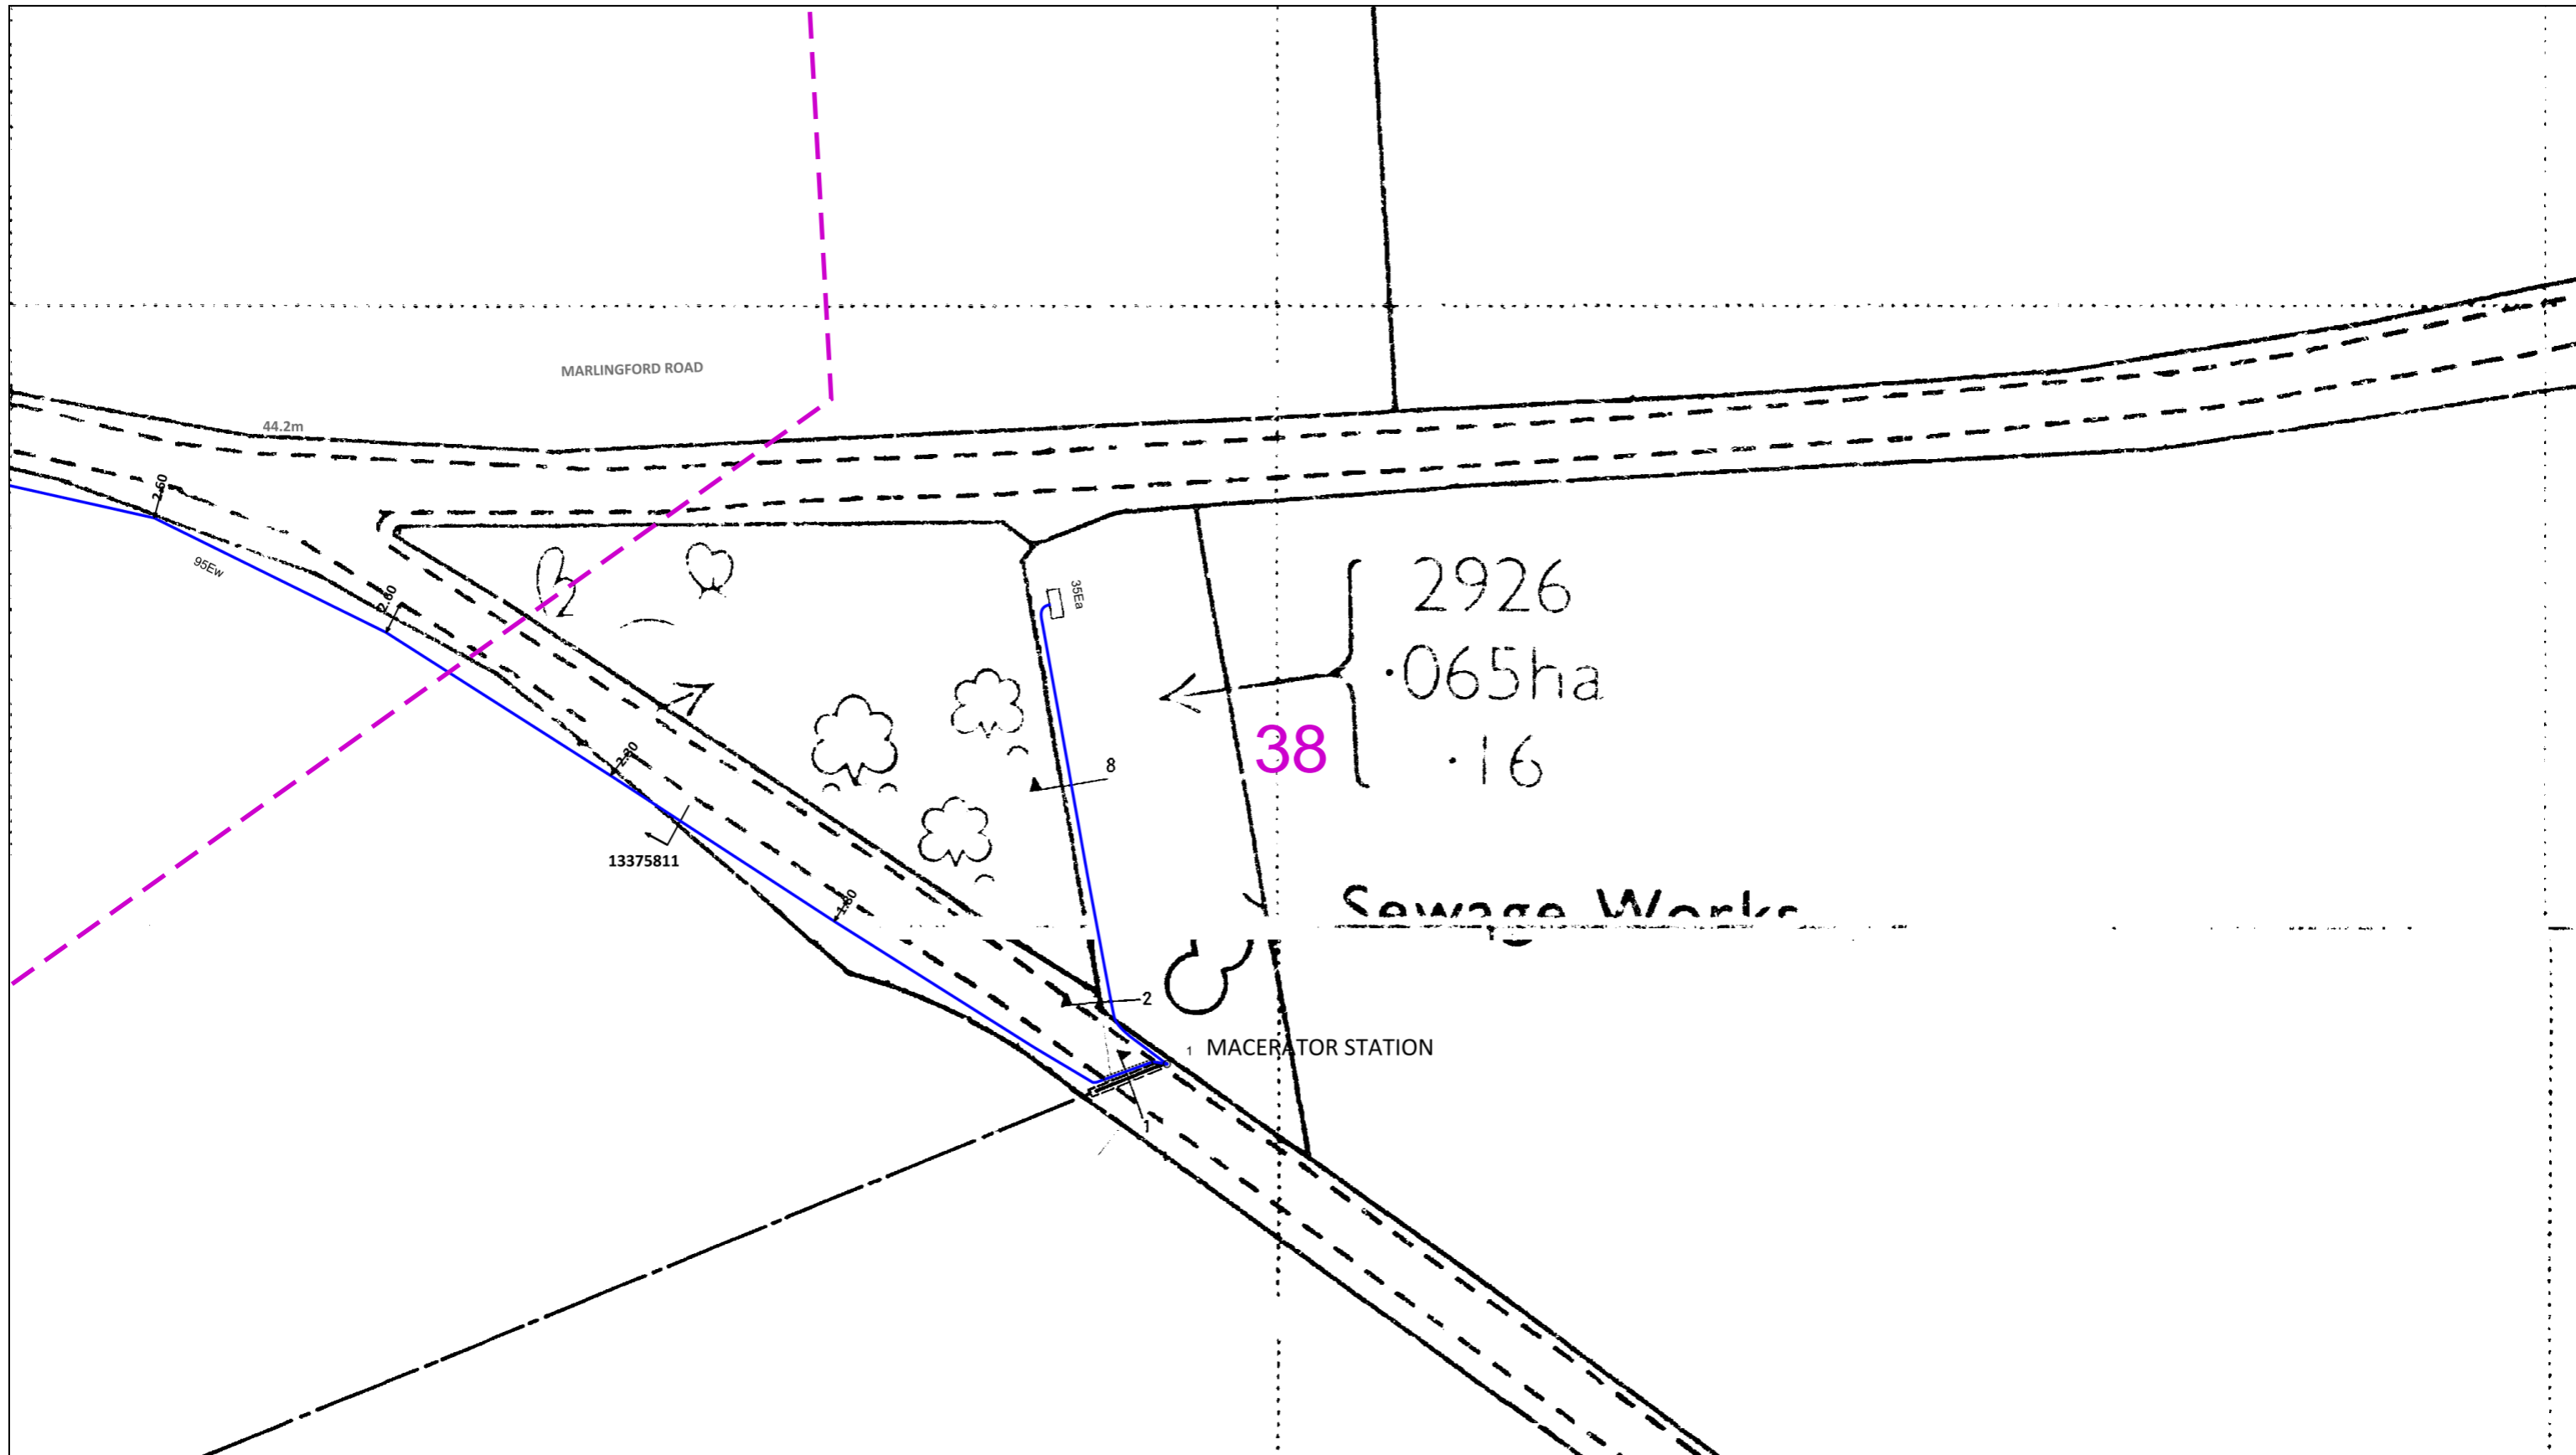 MARLINGFORD ROAD
44.2m
2.60
95Ew
2.60
35Ea
2926
·065ha
38
·16
2.80
8
13375811
1.80
Sewage Works
2
1 MACERATOR STATION
1